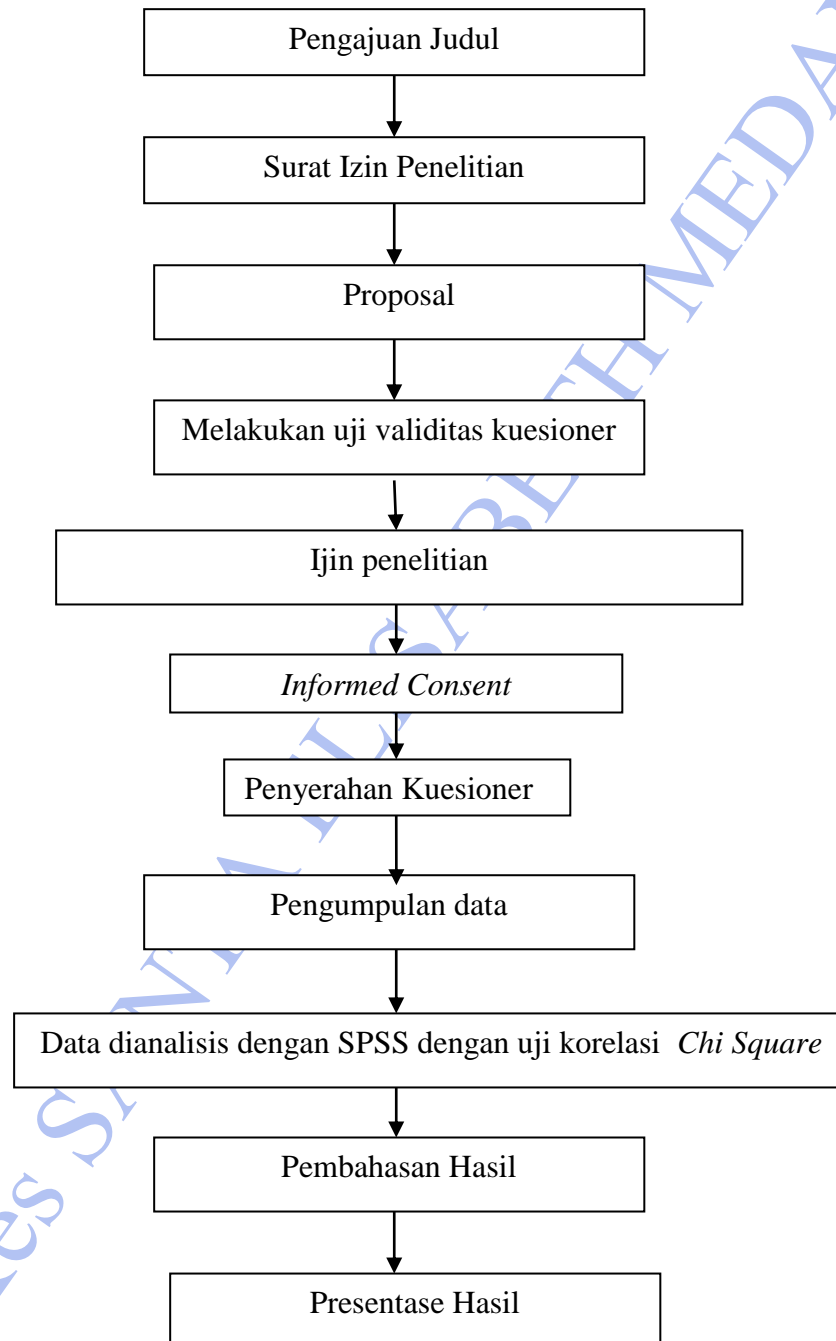 Pengajuan Judul
Surat Izin Penelitian
Proposal
Melakukan uji validitas kuesioner
Ijin penelitian
Informed Consent
Penyerahan Kuesioner
Pengumpulan data
Data dianalisis dengan SPSS dengan uji korelasi Chi Square
Pembahasan Hasil
Presentase Hasil